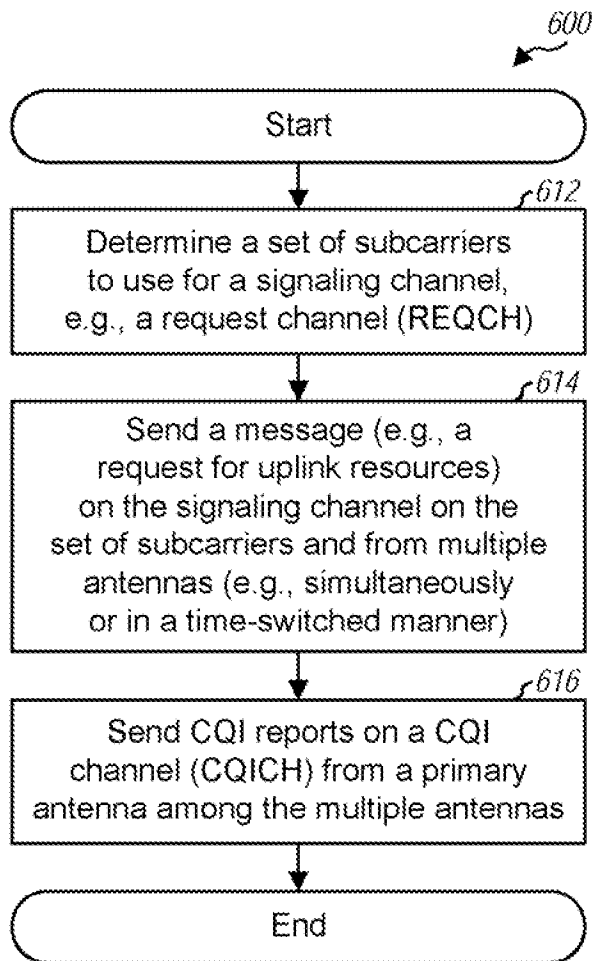 600
Start
612
Determine a set of subcarriers
to use for a signaling channel,
e.g., a request channel (REQCH)
614
Send a message (e.g., a
request for uplink resources)
on the signaling channel on the
set of subcarriers and from multiple
antennas (e.g., simultaneously
or in a time-switched manner)
616
Send CQI reports on a CQI
channel (CQICH) from a primary
antenna among the multiple antennas
End